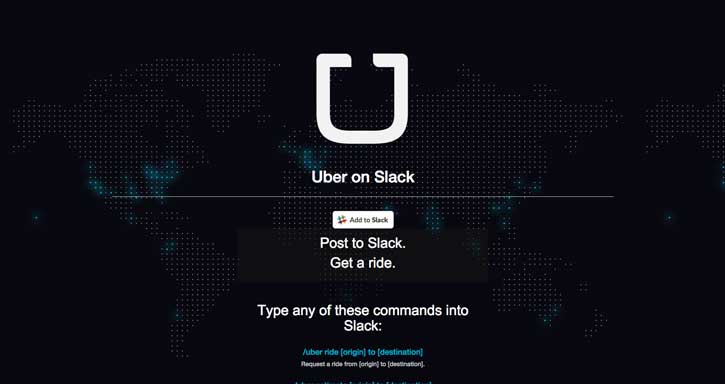 Uber on Slack
Add to Slack
Post to Slack.
Get a ride.
Type any of these commands into
Slack:
/uber ride [origin] to [destination]
Request a ride from [origin] to [destination].